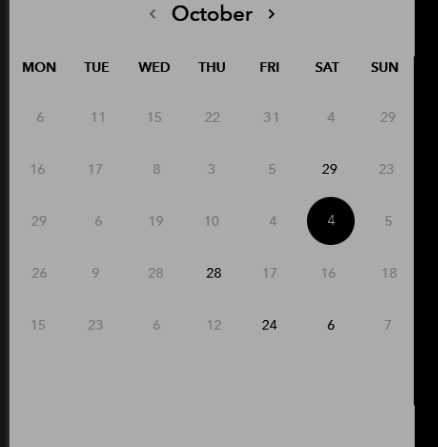 ‹ October ›
MON TUE WED THU FRI SAT SUN
6 11 15 22 31 4 29
16 17 8 3 5 29 23
29 6 19 10 4 4 5
26 9 28 28 17 16 18
15 23 6 12 24 6 7